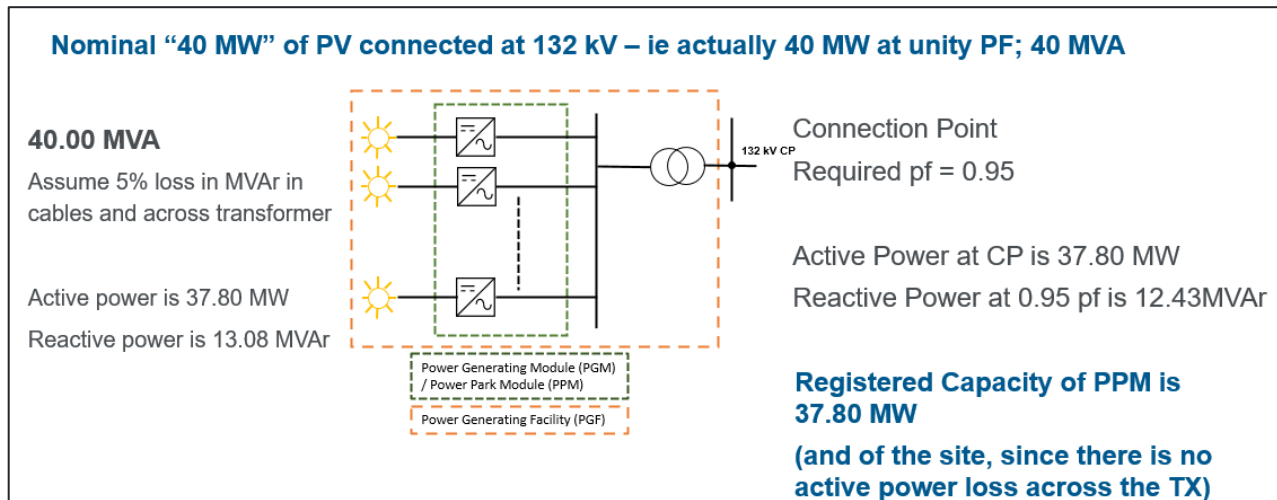 Nominal “40 MW” of PV connected at 132 kV – ie actually 40 MW at unity PF; 40 MVA
40.00 MVA
Assume 5% loss in MVAr in
cables and across transformer
Active power is 37.80 MW
Reactive power is 13.08 MVAr
132 kV CP
Power Generating Module (PGM)
/ Power Park Module (PPM)
Power Generating Facility (PGF)
Connection Point
Required pf = 0.95
Active Power at CP is 37.80 MW
Reactive Power at 0.95 pf is 12.43MVAr
Registered Capacity of PPM is
37.80 MW
(and of the site, since there is no
active power loss across the TX)